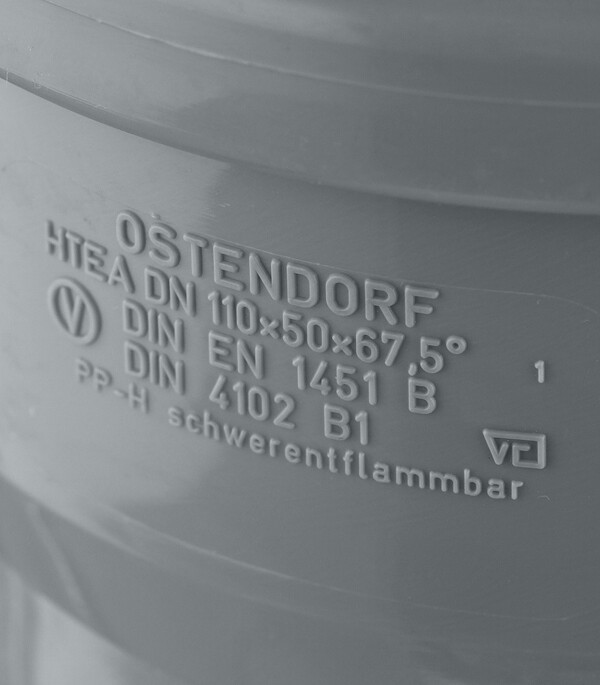 OSTENDORF
HTEA DN 110×50×67,5°
DIN EN 1451 B
DIN 4102 B1
PP-H schwerentflammbar
V
1